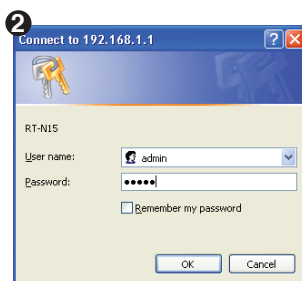 2
Connect to 192.168.1.1
RT-N15
User name: admin
Password: •••••
Remember my password
OK Cancel